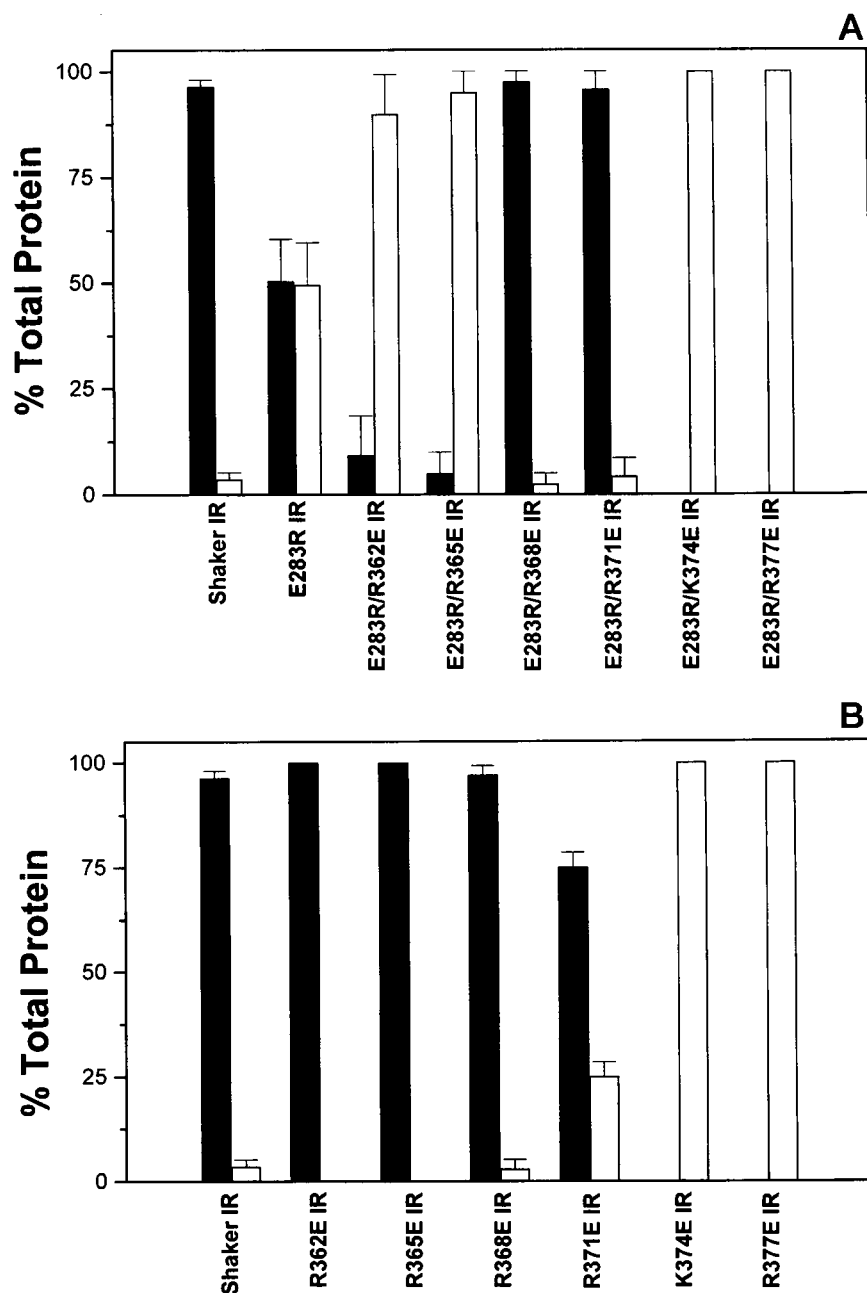 A
% Total Protein
100
75
50
25
0
Shaker IR
E283R IR
E283R/R362E IR
E283R/R365E IR
E283R/R368E IR
E283R/R371E IR
E283R/K374E IR
E283R/R377E IR
B
% Total Protein
100
75
50
25
0
Shaker IR
R362E IR
R365E IR
R368E IR
R371E IR
K374E IR
R377E IR